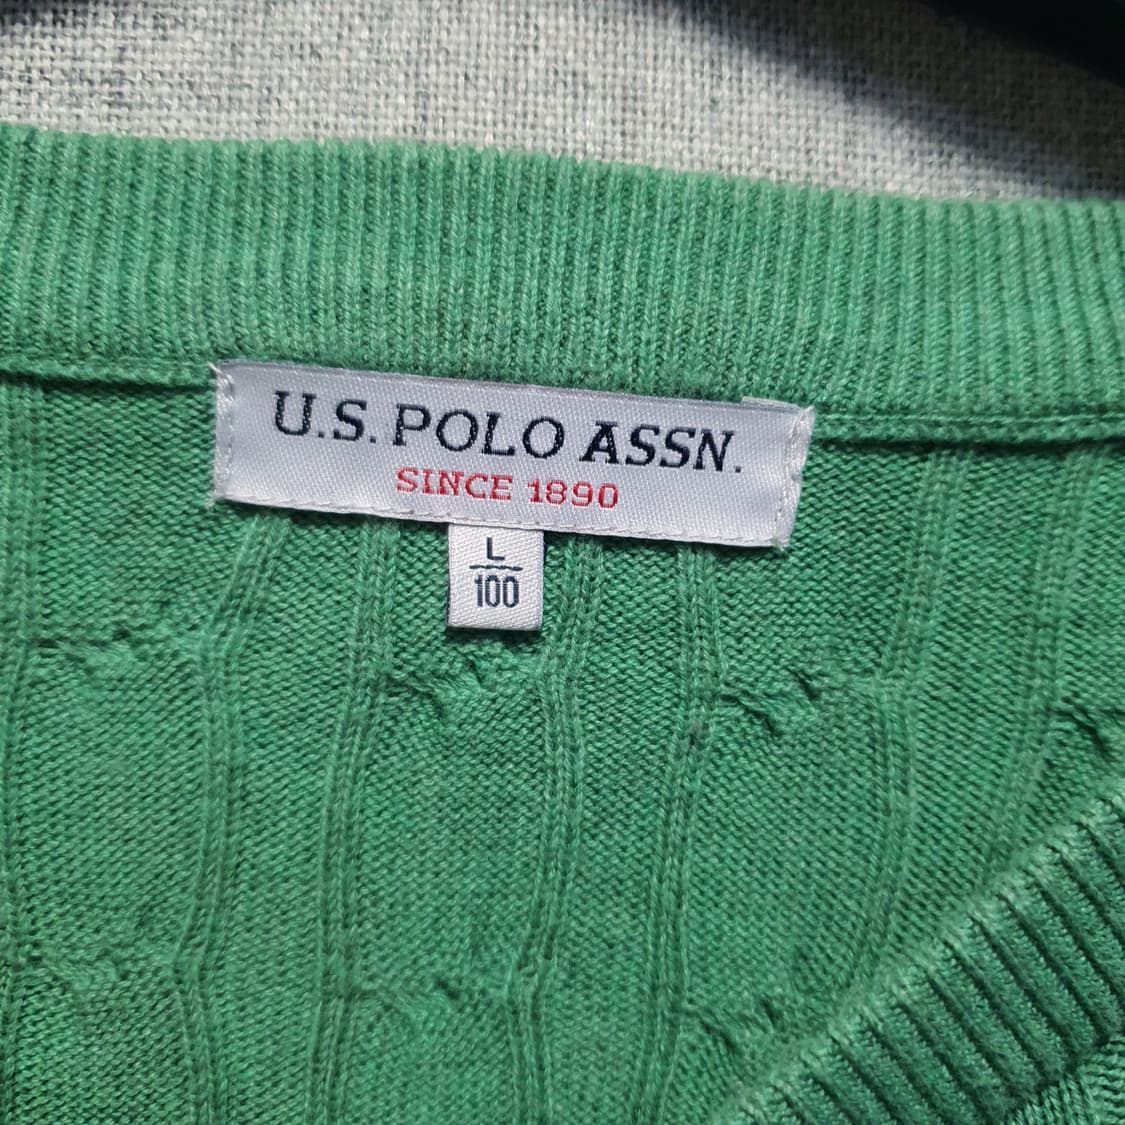 U.S. POLO ASSN.
SINCE 1890
L
100